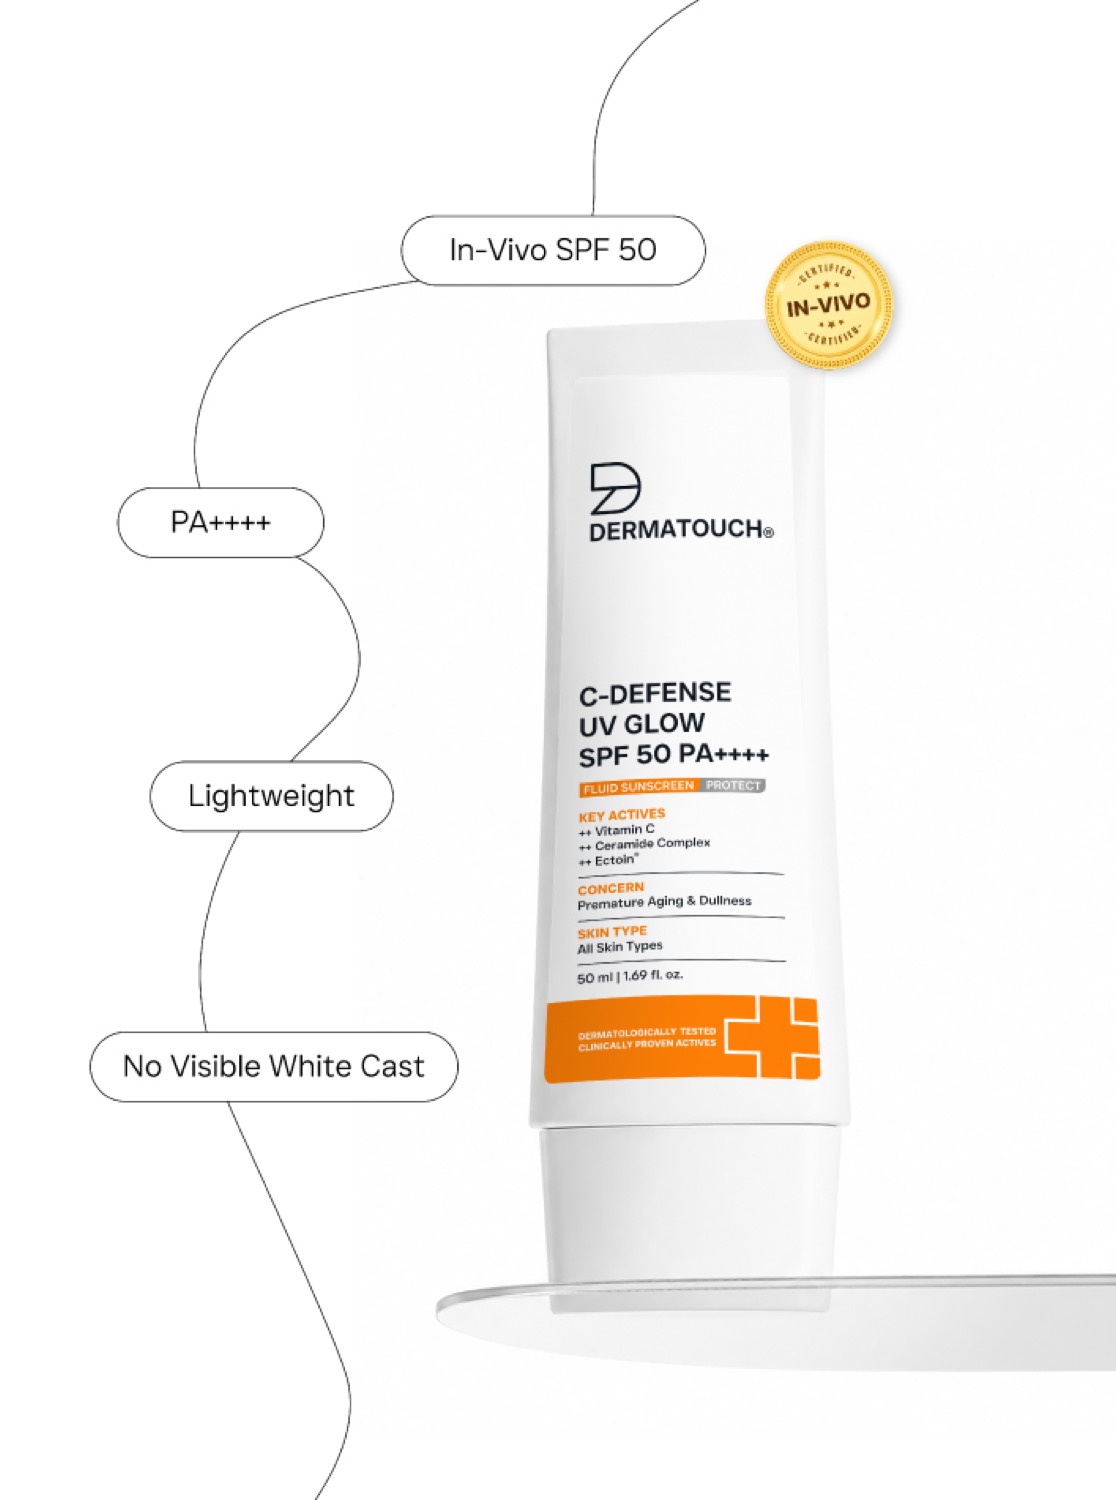 In-Vivo SPF 50
CERTIFIED
IN-VIVO
CERTIFIED
PA++++
Lightweight
No Visible White Cast
DERMATOUCH®
C-DEFENSE
UV GLOW
SPF 50 PA++++
FLUID SUNSCREEN PROTECT
KEY ACTIVES
++ Vitamin C
++ Ceramide Complex
++ Ectoin®
CONCERN
Premature Aging & Dullness
SKIN TYPE
All Skin Types
50 ml | 1.69 fl. oz.
DERMATOLOGICALLY TESTED
CLINICALLY PROVEN ACTIVES